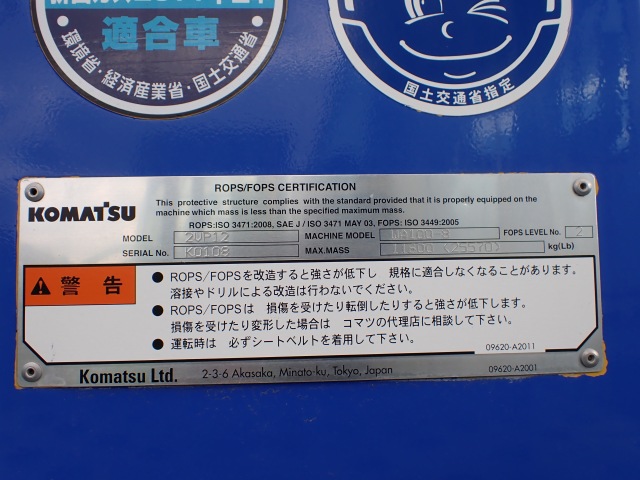 適合車
環境省・経済産業省・国土交通省
国土交通省指定
ROPS/FOPS CERTIFICATION
KOMATSU
This protective structure complies with the standard provided that it is properly equipped on the
machine which mass is less than the specified maximum mass.
ROPS:ISO 3471:2008, SAE J / ISO 3471 MAY 03, FOPS: ISO 3449:2005
MODEL 2WP12 MACHINE MODEL FOPS LEVEL No. 2
SERIAL No. K0108 MAX.MASS 11600 (25570) kg(Lb)
警告
● ROPS/FOPSを改造すると強さが低下し 規格に適合しなくなることがあります。
溶接やドリルによる改造は行わないでください。
● ROPS/FOPSは 損傷を受けたり転倒したりすると強さが低下します。
損傷を受けたり変形した場合は コマツの代理店に相談して下さい。
● 運転時は 必ずシートベルトを着用して下さい。
09620-A2011
Komatsu Ltd. 2-3-6 Akasaka, Minato-ku, Tokyo, Japan 09620-A2001